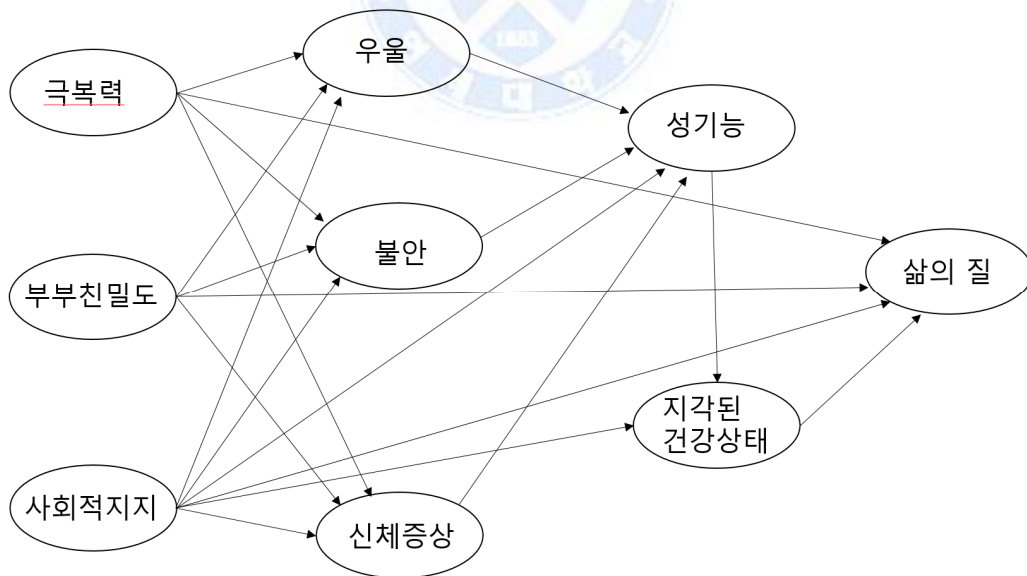 우울
극복력
성기능
불안
삶의 질
부부친밀도
지각된
건강상태
사회적지지
신체증상